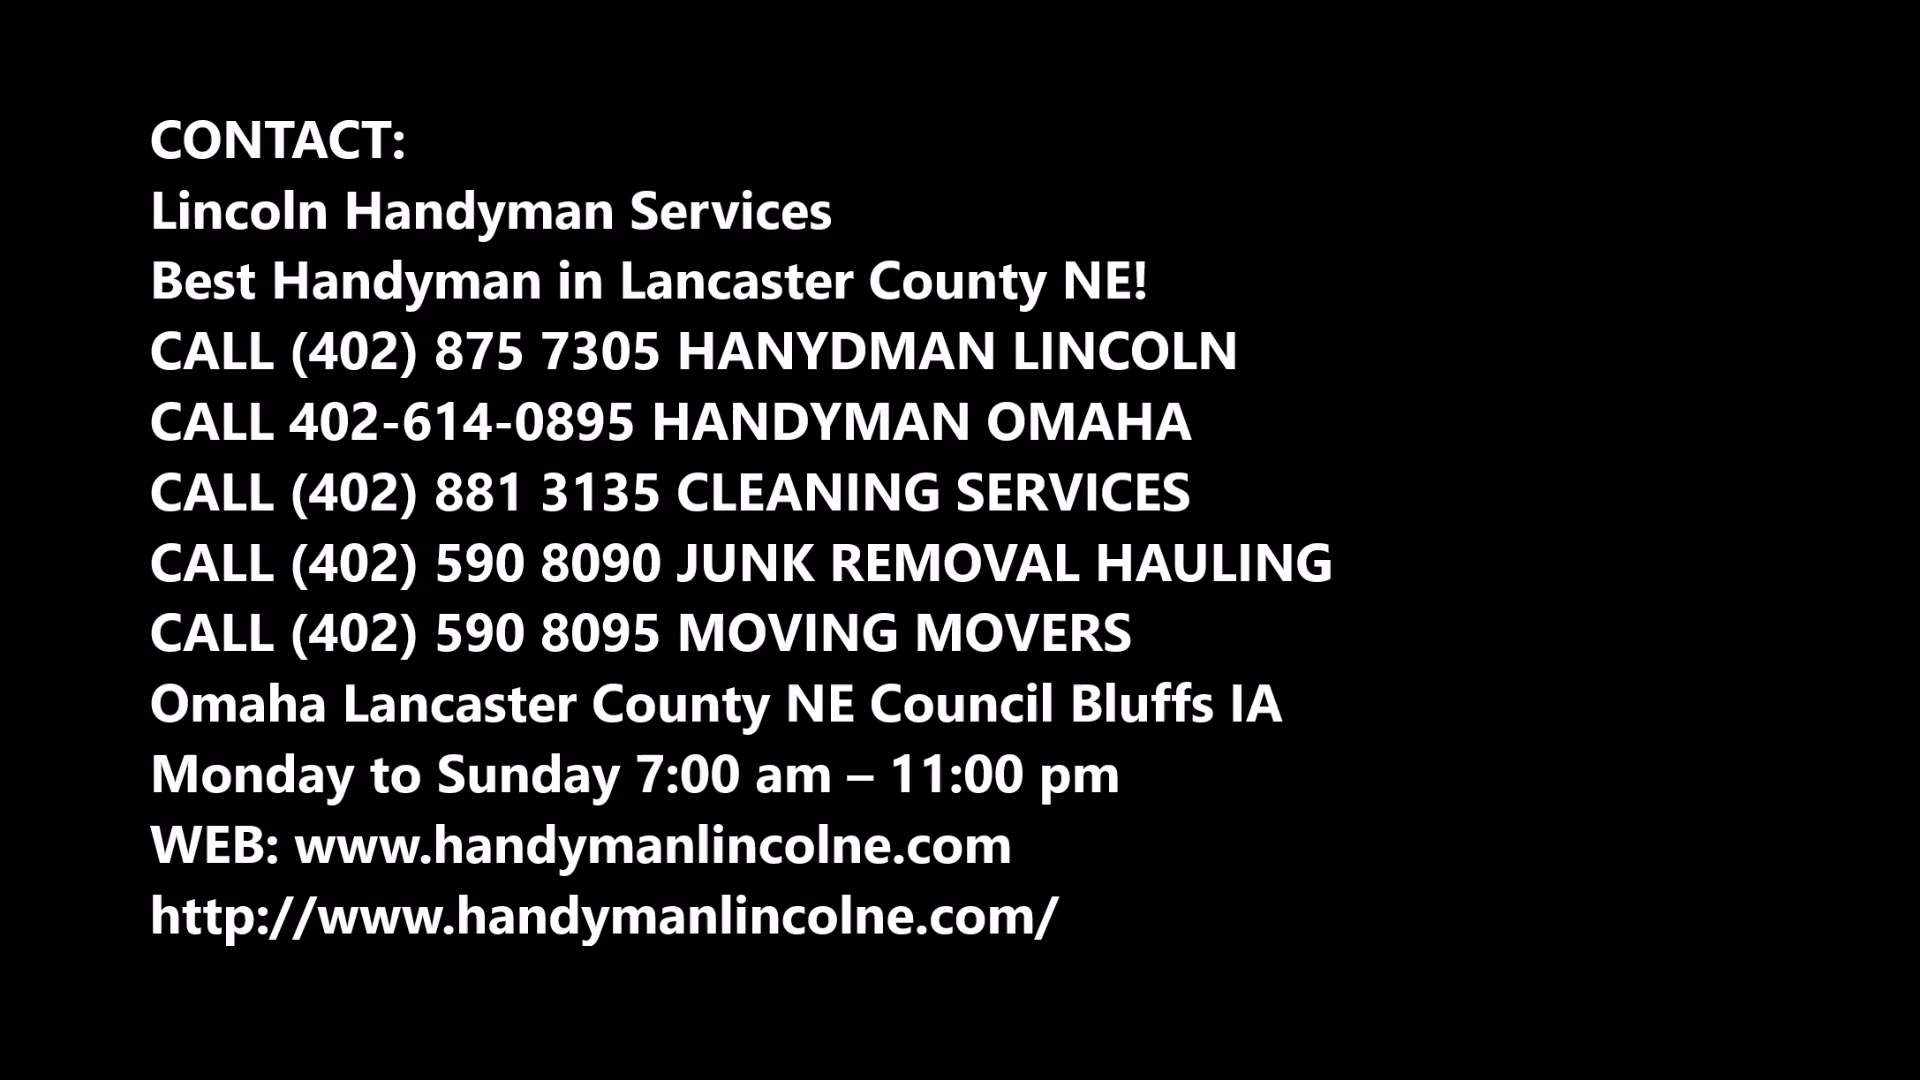 CONTACT:
Lincoln Handyman Services
Best Handyman in Lancaster County NE!
CALL (402) 875 7305 HANYDMAN LINCOLN
CALL 402-614-0895 HANDYMAN OMAHA
CALL (402) 881 3135 CLEANING SERVICES
CALL (402) 590 8090 JUNK REMOVAL HAULING
CALL (402) 590 8095 MOVING MOVERS
Omaha Lancaster County NE Council Bluffs IA
Monday to Sunday 7:00 am – 11:00 pm
WEB: www.handymanlincolne.com
http://www.handymanlincolne.com/